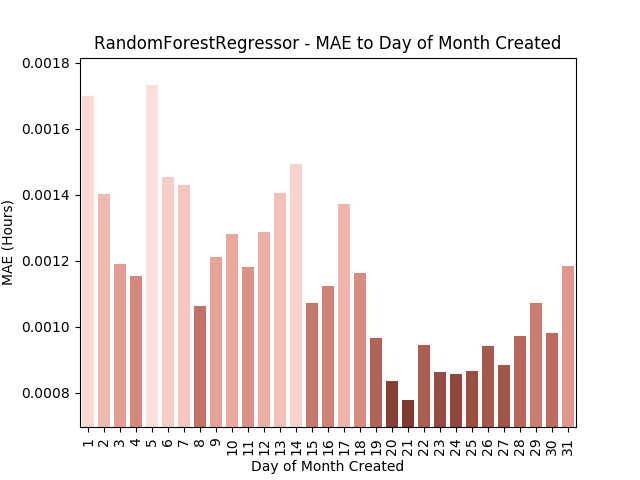 RandomForestRegressor - MAE to Day of Month Created
0.0018
0.0016
0.0014
0.0012
0.0010
0.0008
MAE (Hours)
1 2 3 4 5 6 7 8 9 10 11 12 13 14 15 16 17 18 19 20 21 22 23 24 25 26 27 28 29 30 31
Day of Month Created